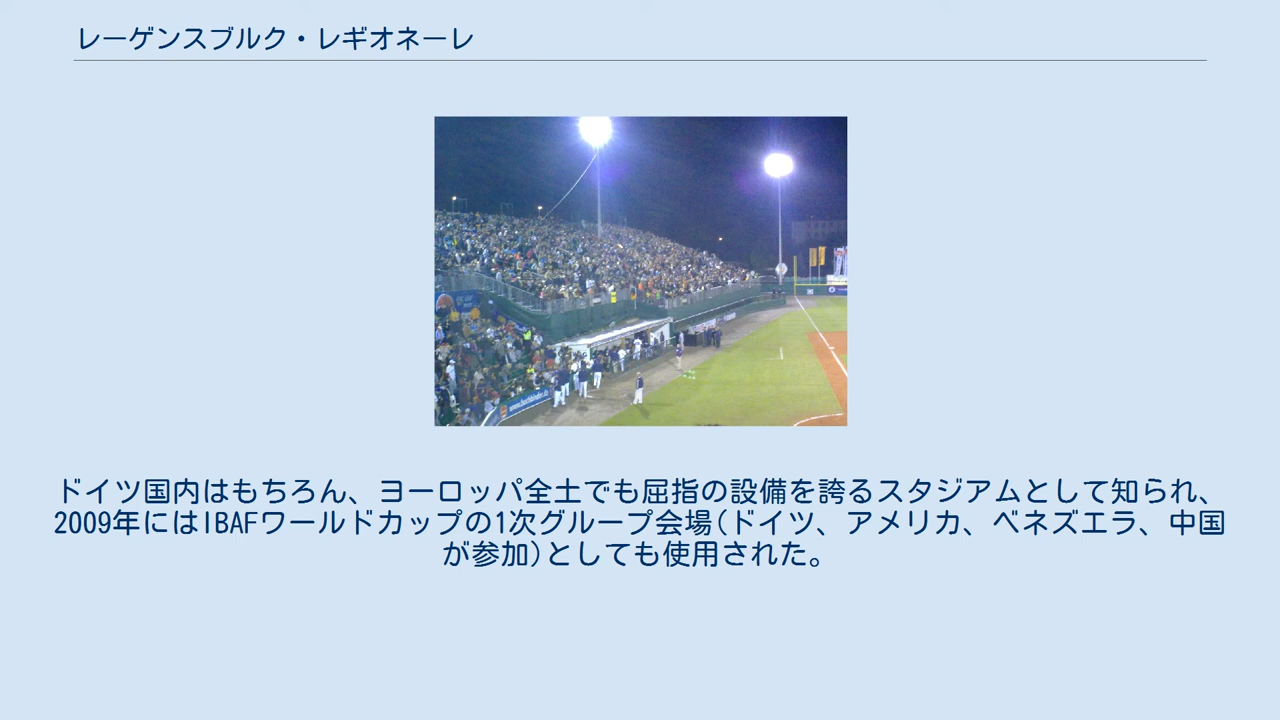 レーゲンスブルク・レギオネーレ
www.buchbinder.de
ドイツ国内はもちろん、ヨーロッパ全土でも屈指の設備を誇るスタジアムとして知られ、
2009年にはIBAFワールドカップの1次グループ会場(ドイツ、アメリカ、ベネズエラ、中国
が参加)としても使用された。